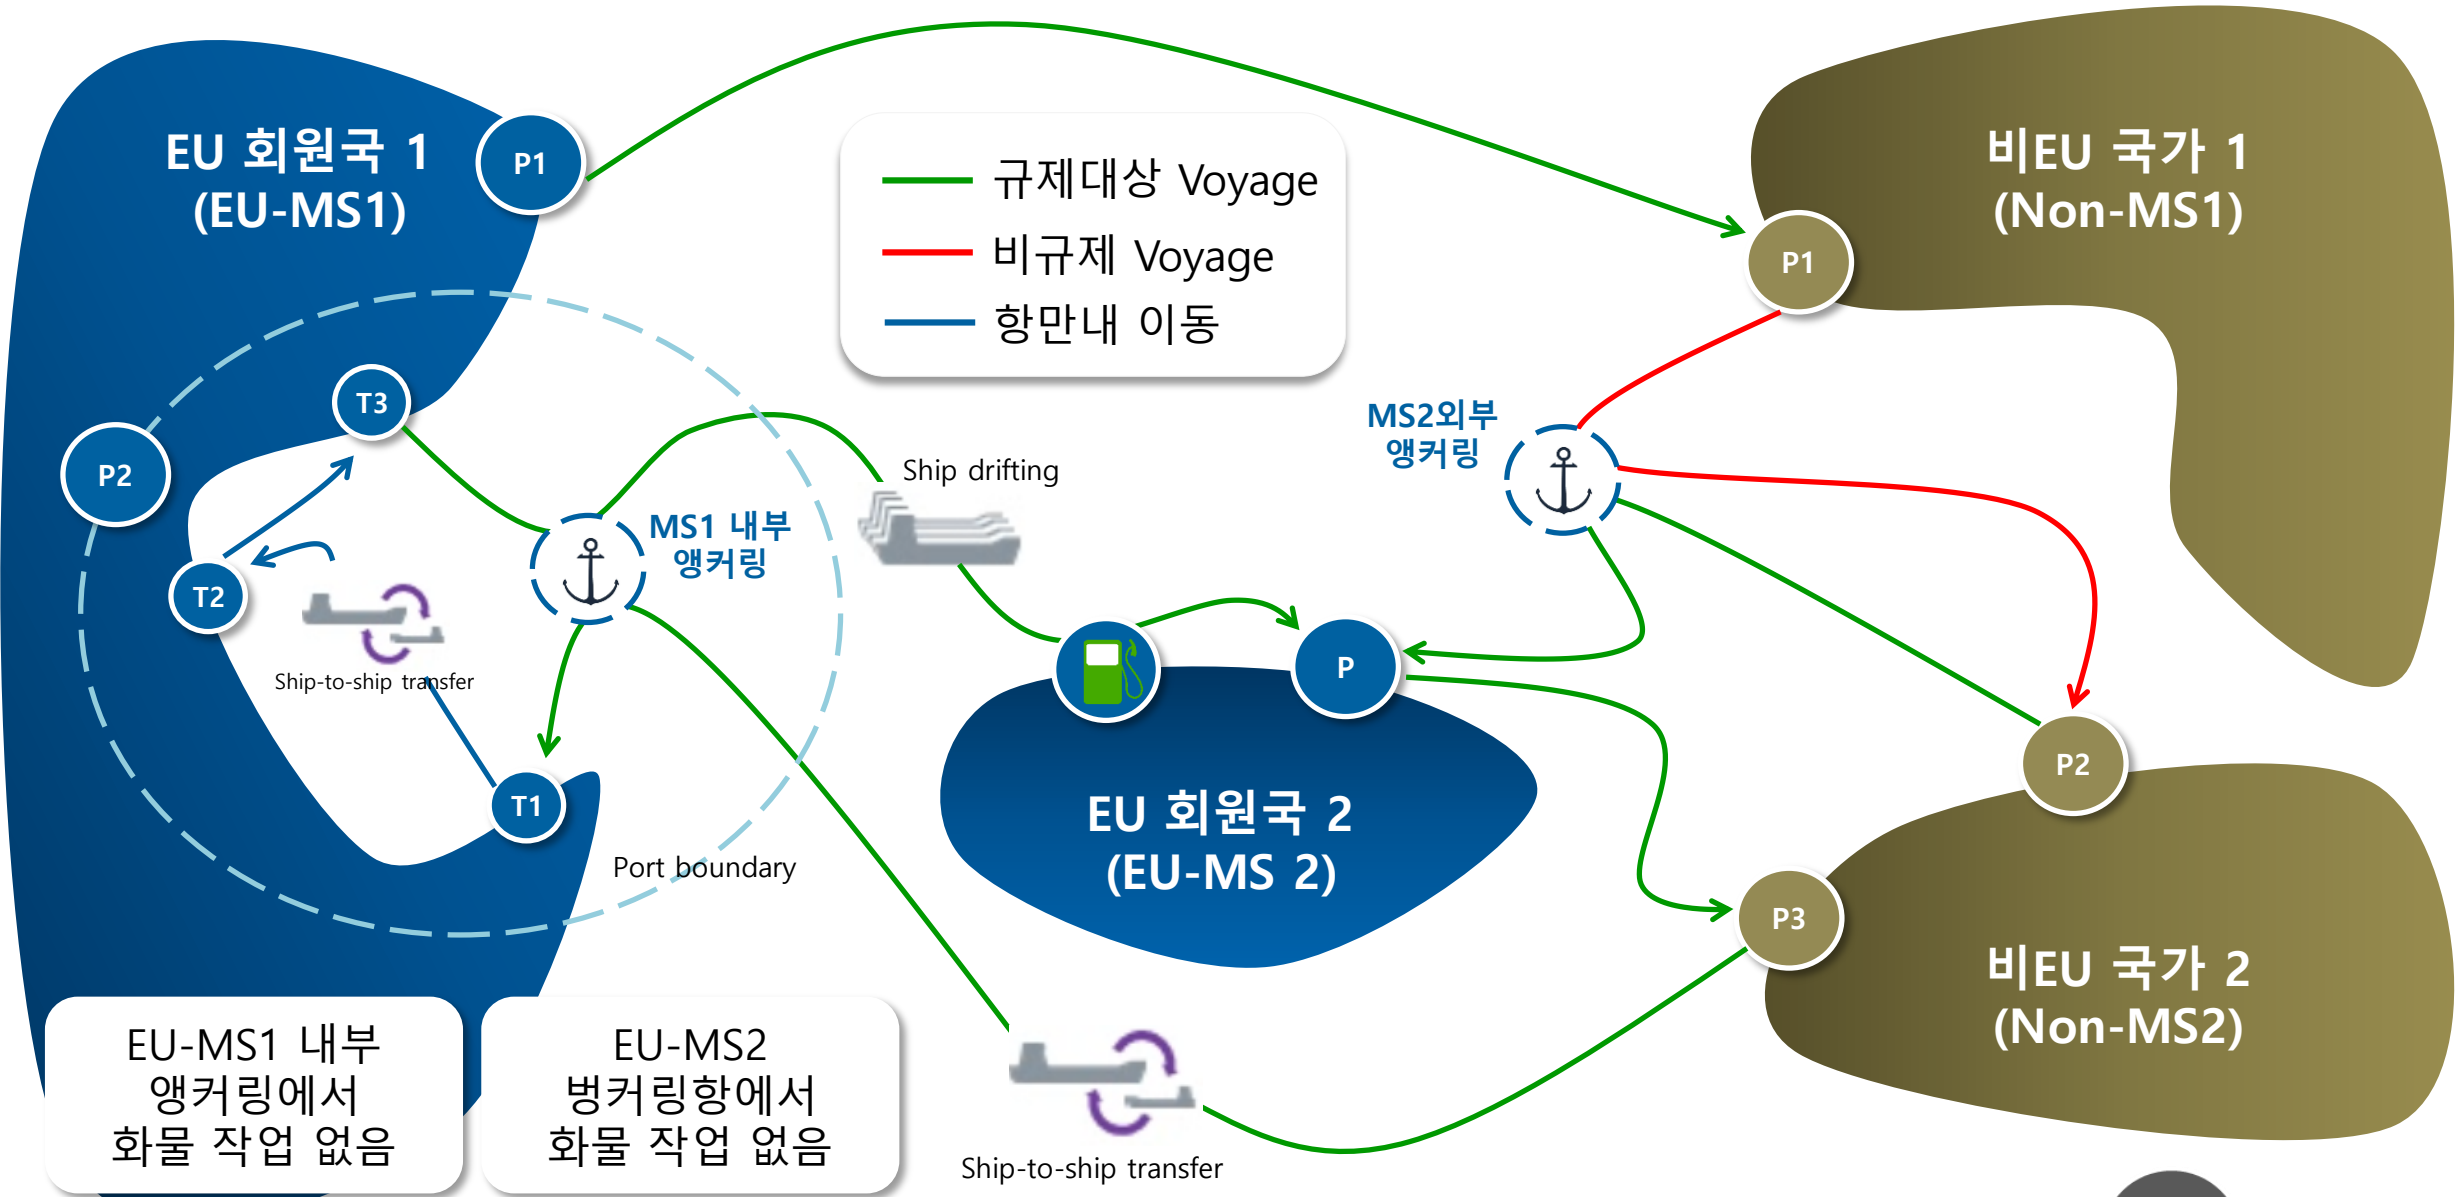 EU 회원국 1
(EU-MS1)
P1
규제대상 Voyage
비규제 Voyage
항만내 이동
비EU 국가 1
(Non-MS1)
P1
T3
P2
T2
Ship-to-ship transfer
MS1 내부
앵커링
Ship drifting
MS2외부
앵커링
T1
Port boundary
P
EU 회원국 2
(EU-MS 2)
P2
P3
비EU 국가 2
(Non-MS2)
EU-MS1 내부
앵커링에서
화물 작업 없음
EU-MS2
벙커링항에서
화물 작업 없음
Ship-to-ship transfer